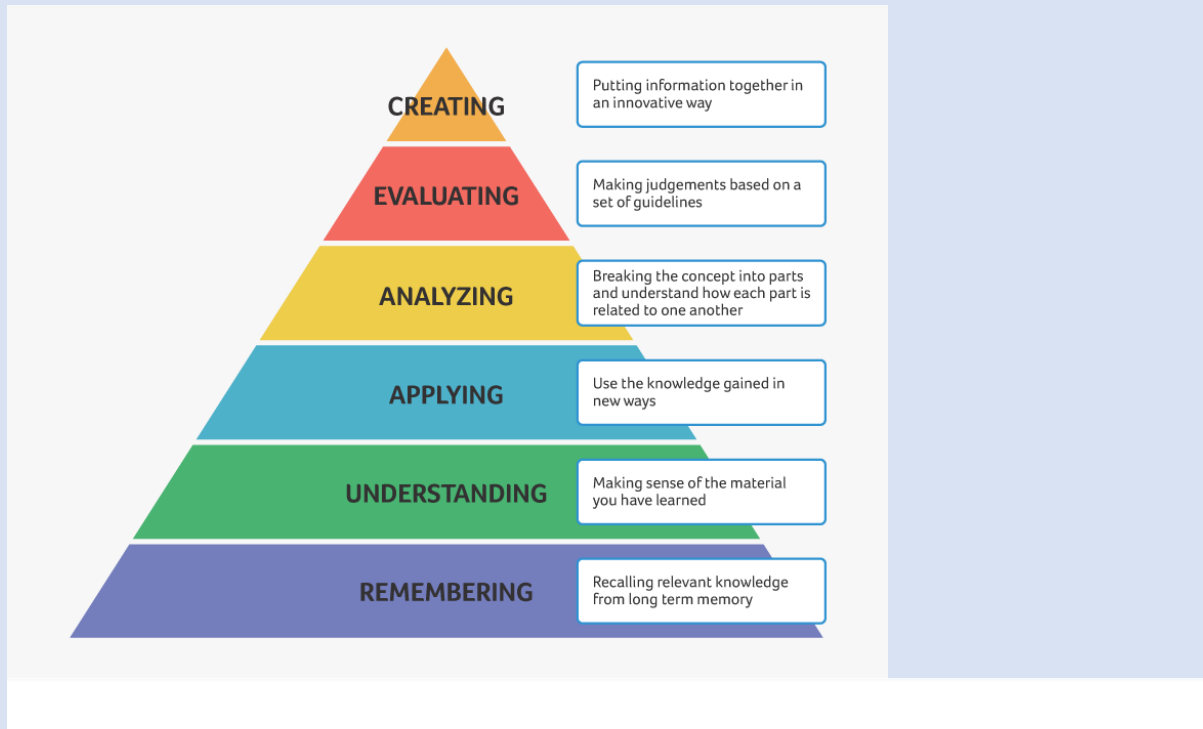 CREATING
Putting information together in
an innovative way
EVALUATING
Making judgements based on a
set of guidelines
ANALYZING
Breaking the concept into parts
and understand how each part is
related to one another
APPLYING
Use the knowledge gained in
new ways
UNDERSTANDING
Making sense of the material
you have learned
REMEMBERING
Recalling relevant knowledge
from long term memory